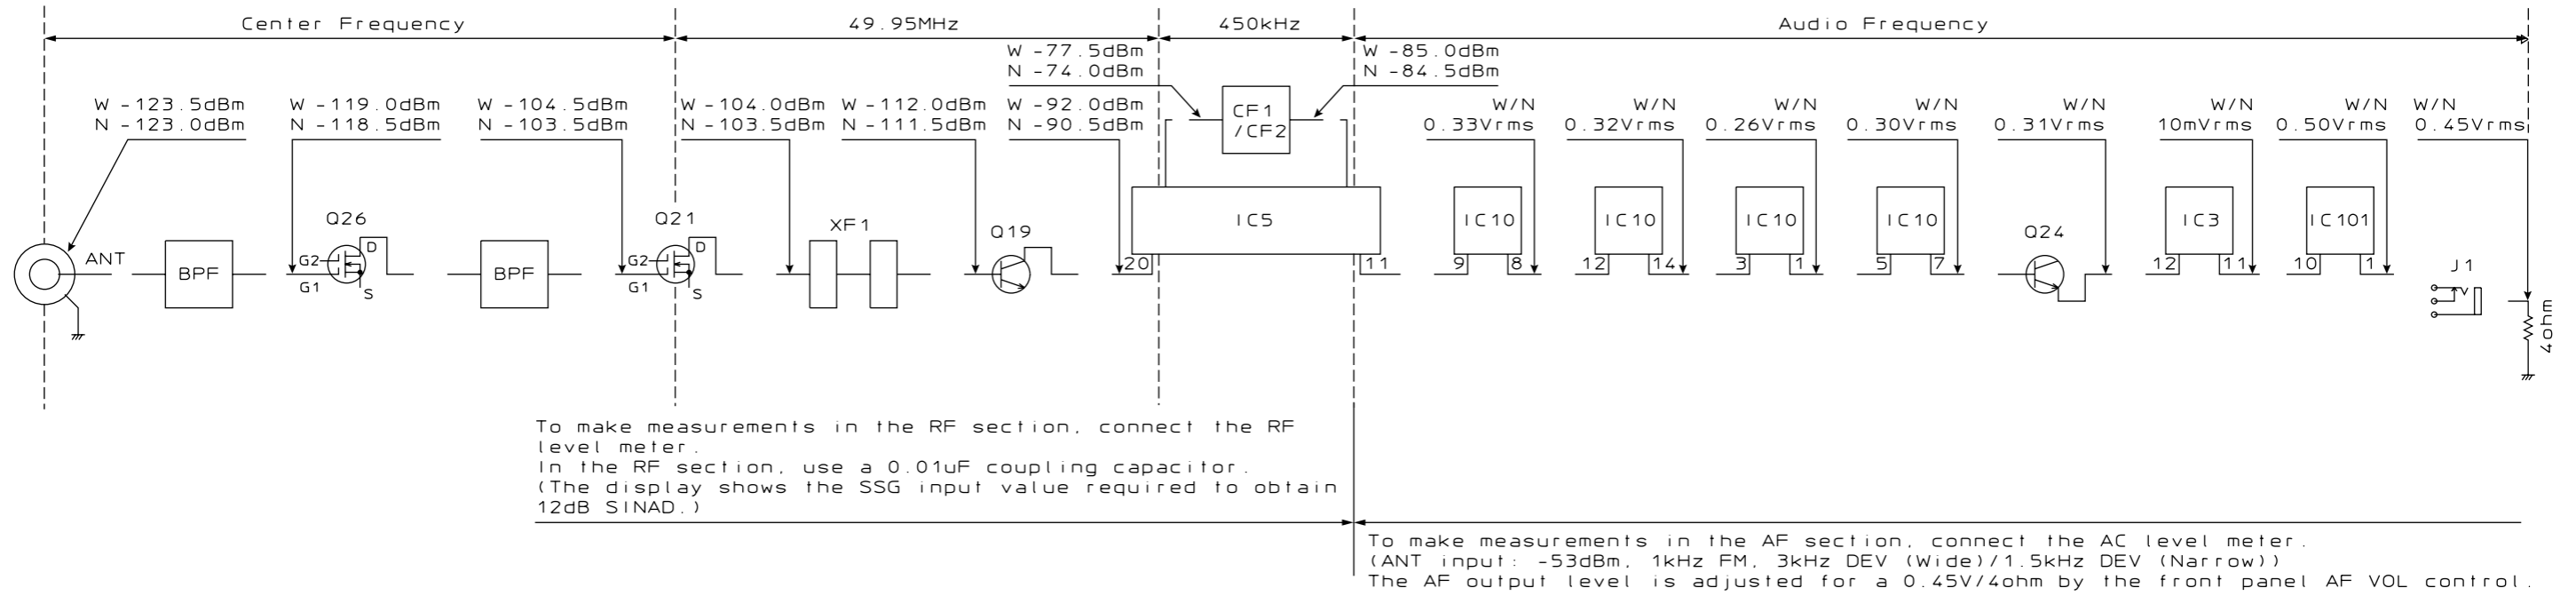 Center Frequency
49.95MHz
450kHz
Audio Frequency
W -77.5dBm
N -74.0dBm
W -85.0dBm
N -84.5dBm
W -123.5dBm
N -123.0dBm
W -119.0dBm
N -118.5dBm
W -104.5dBm
N -103.5dBm
W -104.0dBm
N -103.5dBm
W -112.0dBm
N -111.5dBm
W -92.0dBm
N -90.5dBm
CF1
/CF2
W/N
0.33Vrms
W/N
0.32Vrms
W/N
0.26Vrms
W/N
0.30Vrms
W/N
0.31Vrms
W/N
10mVrms
W/N
0.50Vrms
W/N
0.45Vrms
ANT
BPF
Q26
G2
G1
D
S
BPF
Q21
G2
G1
D
S
XF1
Q19
IC5
20
11
IC10
9
8
IC10
12
14
IC10
3
1
IC10
5
7
Q24
IC3
12
11
IC101
10
1
J1
4ohm
To make measurements in the RF section, connect the RF
level meter.
In the RF section, use a 0.01uF coupling capacitor.
(The display shows the SSG input value required to obtain
12dB SINAD.)
To make measurements in the AF section, connect the AC level meter.
(ANT input: -53dBm, 1kHz FM, 3kHz DEV (Wide)/1.5kHz DEV (Narrow))
The AF output level is adjusted for a 0.45V/4ohm by the front panel AF VOL control.